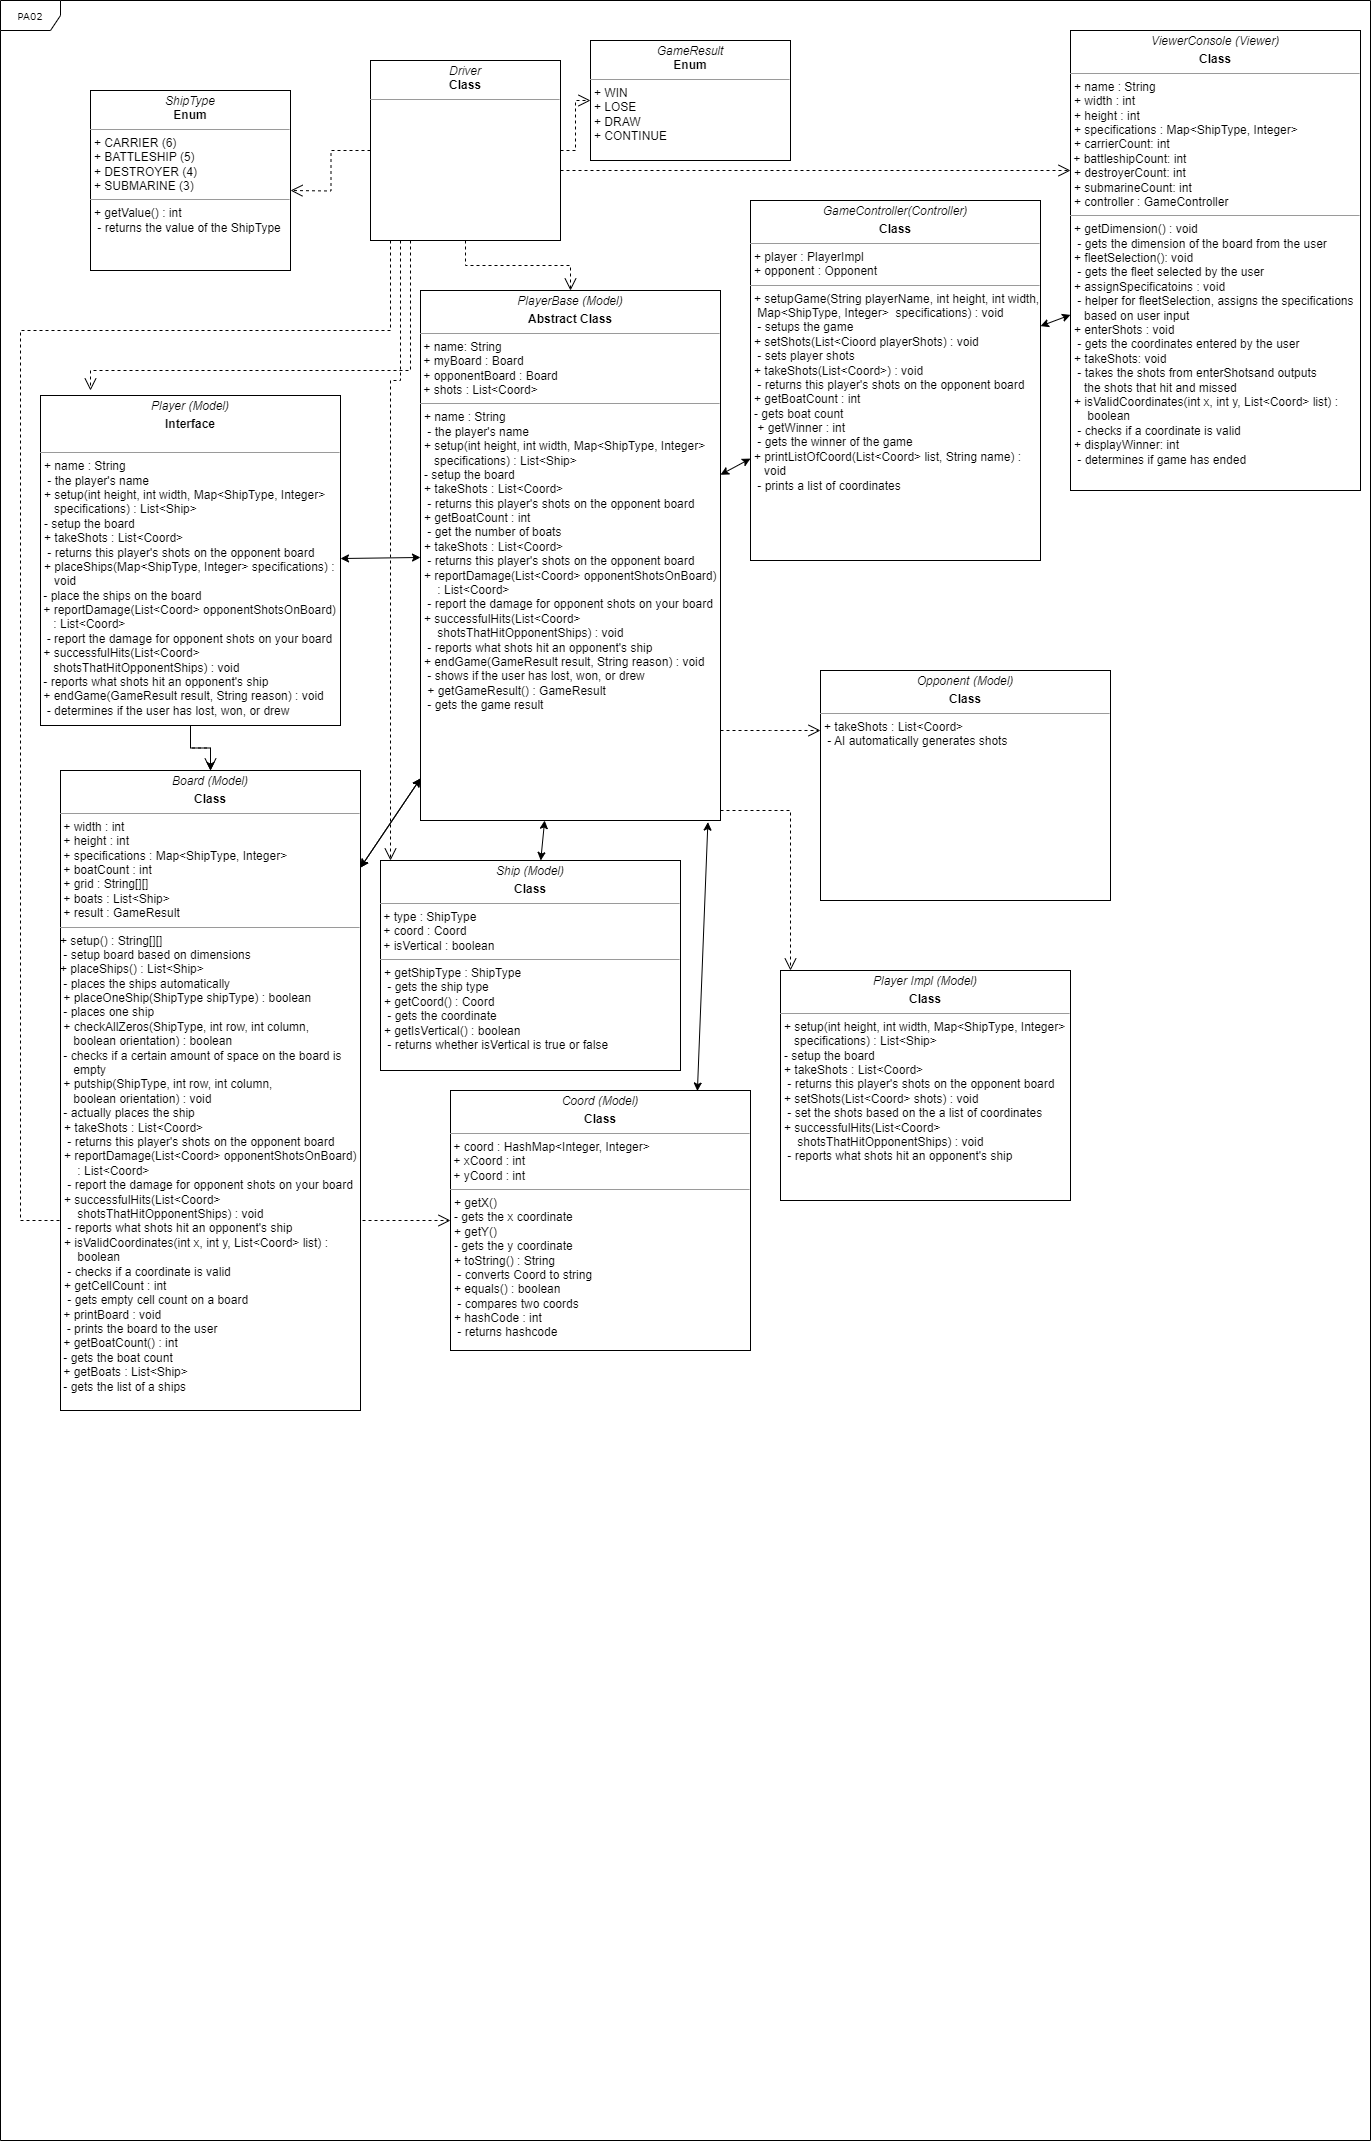 PA02
ShipType
Enum
+ CARRIER (6)
+ BATTLESHIP (5)
+ DESTROYER (4)
+ SUBMARINE (3)
+ getValue() : int
- returns the value of the ShipType
Driver
Class
GameResult
Enum
+ WIN
+ LOSE
+ DRAW
+ CONTINUE
ViewerConsole (Viewer)
Class
+ name : String
+ width : int
+ height : int
+ specifications : Map<ShipType, Integer>
+ carrierCount: int
+ battleshipCount: int
+ destroyerCount: int
+ submarineCount: int
+ controller : GameController
+ getDimension() : void
- gets the dimension of the board from the user
+ fleetSelection(): void
- gets the fleet selected by the user
+ assignSpecificatoins : void
- helper for fleetSelection, assigns the specifications
based on user input
+ enterShots : void
- gets the coordinates entered by the user
+ takeShots: void
- takes the shots from enterShotsand outputs
the shots that hit and missed
+ isValidCoordinates(int x, int y, List<Coord> list) :
boolean
- checks if a coordinate is valid
+ displayWinner: int
- determines if game has ended
GameController(Controller)
Class
+ player : PlayerImpl
+ opponent : Opponent
+ setupGame(String playerName, int height, int width,
Map<ShipType, Integer> specifications) : void
- setups the game
+ setShots(List<Cioord playerShots) : void
- sets player shots
+ takeShots(List<Coord>) : void
- returns this player's shots on the opponent board
+ getBoatCount : int
- gets boat count
+ getWinner : int
- gets the winner of the game
+ printListOfCoord(List<Coord> list, String name) :
void
- prints a list of coordinates
PlayerBase (Model)
Abstract Class
+ name: String
+ myBoard : Board
+ opponentBoard : Board
+ shots : List<Coord>
+ name : String
- the player's name
+ setup(int height, int width, Map<ShipType, Integer>
specifications) : List<Ship>
- setup the board
+ takeShots : List<Coord>
- returns this player's shots on the opponent board
+ getBoatCount : int
- get the number of boats
+ takeShots : List<Coord>
- returns this player's shots on the opponent board
+ reportDamage(List<Coord> opponentShotsOnBoard)
: List<Coord>
- report the damage for opponent shots on your board
+ successfulHits(List<Coord>
shotsThatHitOpponentShips) : void
- reports what shots hit an opponent's ship
+ endGame(GameResult result, String reason) : void
- shows if the user has lost, won, or drew
+ getGameResult() : GameResult
- gets the game result
Player (Model)
Interface
+ name : String
- the player's name
+ setup(int height, int width, Map<ShipType, Integer>
specifications) : List<Ship>
- setup the board
+ takeShots : List<Coord>
- returns this player's shots on the opponent board
+ placeShips(Map<ShipType, Integer> specifications) :
void
- place the ships on the board
+ reportDamage(List<Coord> opponentShotsOnBoard)
: List<Coord>
- report the damage for opponent shots on your board
+ successfulHits(List<Coord>
shotsThatHitOpponentShips) : void
- reports what shots hit an opponent's ship
+ endGame(GameResult result, String reason) : void
- determines if the user has lost, won, or drew
Opponent (Model)
Class
+ takeShots : List<Coord>
- AI automatically generates shots
Board (Model)
Class
+ width : int
+ height : int
+ specifications : Map<ShipType, Integer>
+ boatCount : int
+ grid : String[][]
+ boats : List<Ship>
+ result : GameResult
+ setup() : String[][]
- setup board based on dimensions
+ placeShips() : List<Ship>
- places the ships automatically
+ placeOneShip(ShipType shipType) : boolean
- places one ship
+ checkAllZeros(ShipType, int row, int column,
boolean orientation) : boolean
- checks if a certain amount of space on the board is
empty
+ putship(ShipType, int row, int column,
boolean orientation) : void
- actually places the ship
+ takeShots : List<Coord>
- returns this player's shots on the opponent board
+ reportDamage(List<Coord> opponentShotsOnBoard)
: List<Coord>
- report the damage for opponent shots on your board
+ successfulHits(List<Coord>
shotsThatHitOpponentShips) : void
- reports what shots hit an opponent's ship
+ isValidCoordinates(int x, int y, List<Coord> list) :
boolean
- checks if a coordinate is valid
+ getCellCount : int
- gets empty cell count on a board
+ printBoard : void
- prints the board to the user
+ getBoatCount() : int
- gets the boat count
+ getBoats : List<Ship>
- gets the list of a ships
Ship (Model)
Class
+ type : ShipType
+ coord : Coord
+ isVertical : boolean
+ getShipType : ShipType
- gets the ship type
+ getCoord() : Coord
- gets the coordinate
+ getIsVertical() : boolean
- returns whether isVertical is true or false
Player Impl (Model)
Class
+ setup(int height, int width, Map<ShipType, Integer>
specifications) : List<Ship>
- setup the board
+ takeShots : List<Coord>
- returns this player's shots on the opponent board
+ setShots(List<Coord> shots) : void
- set the shots based on the a list of coordinates
+ successfulHits(List<Coord>
shotsThatHitOpponentShips) : void
- reports what shots hit an opponent's ship
Coord (Model)
Class
+ coord : HashMap<Integer, Integer>
+ xCoord : int
+ yCoord : int
+ getX()
- gets the x coordinate
+ getY()
- gets the y coordinate
+ toString() : String
- converts Coord to string
+ equals() : boolean
- compares two coords
+ hashCode : int
- returns hashcode